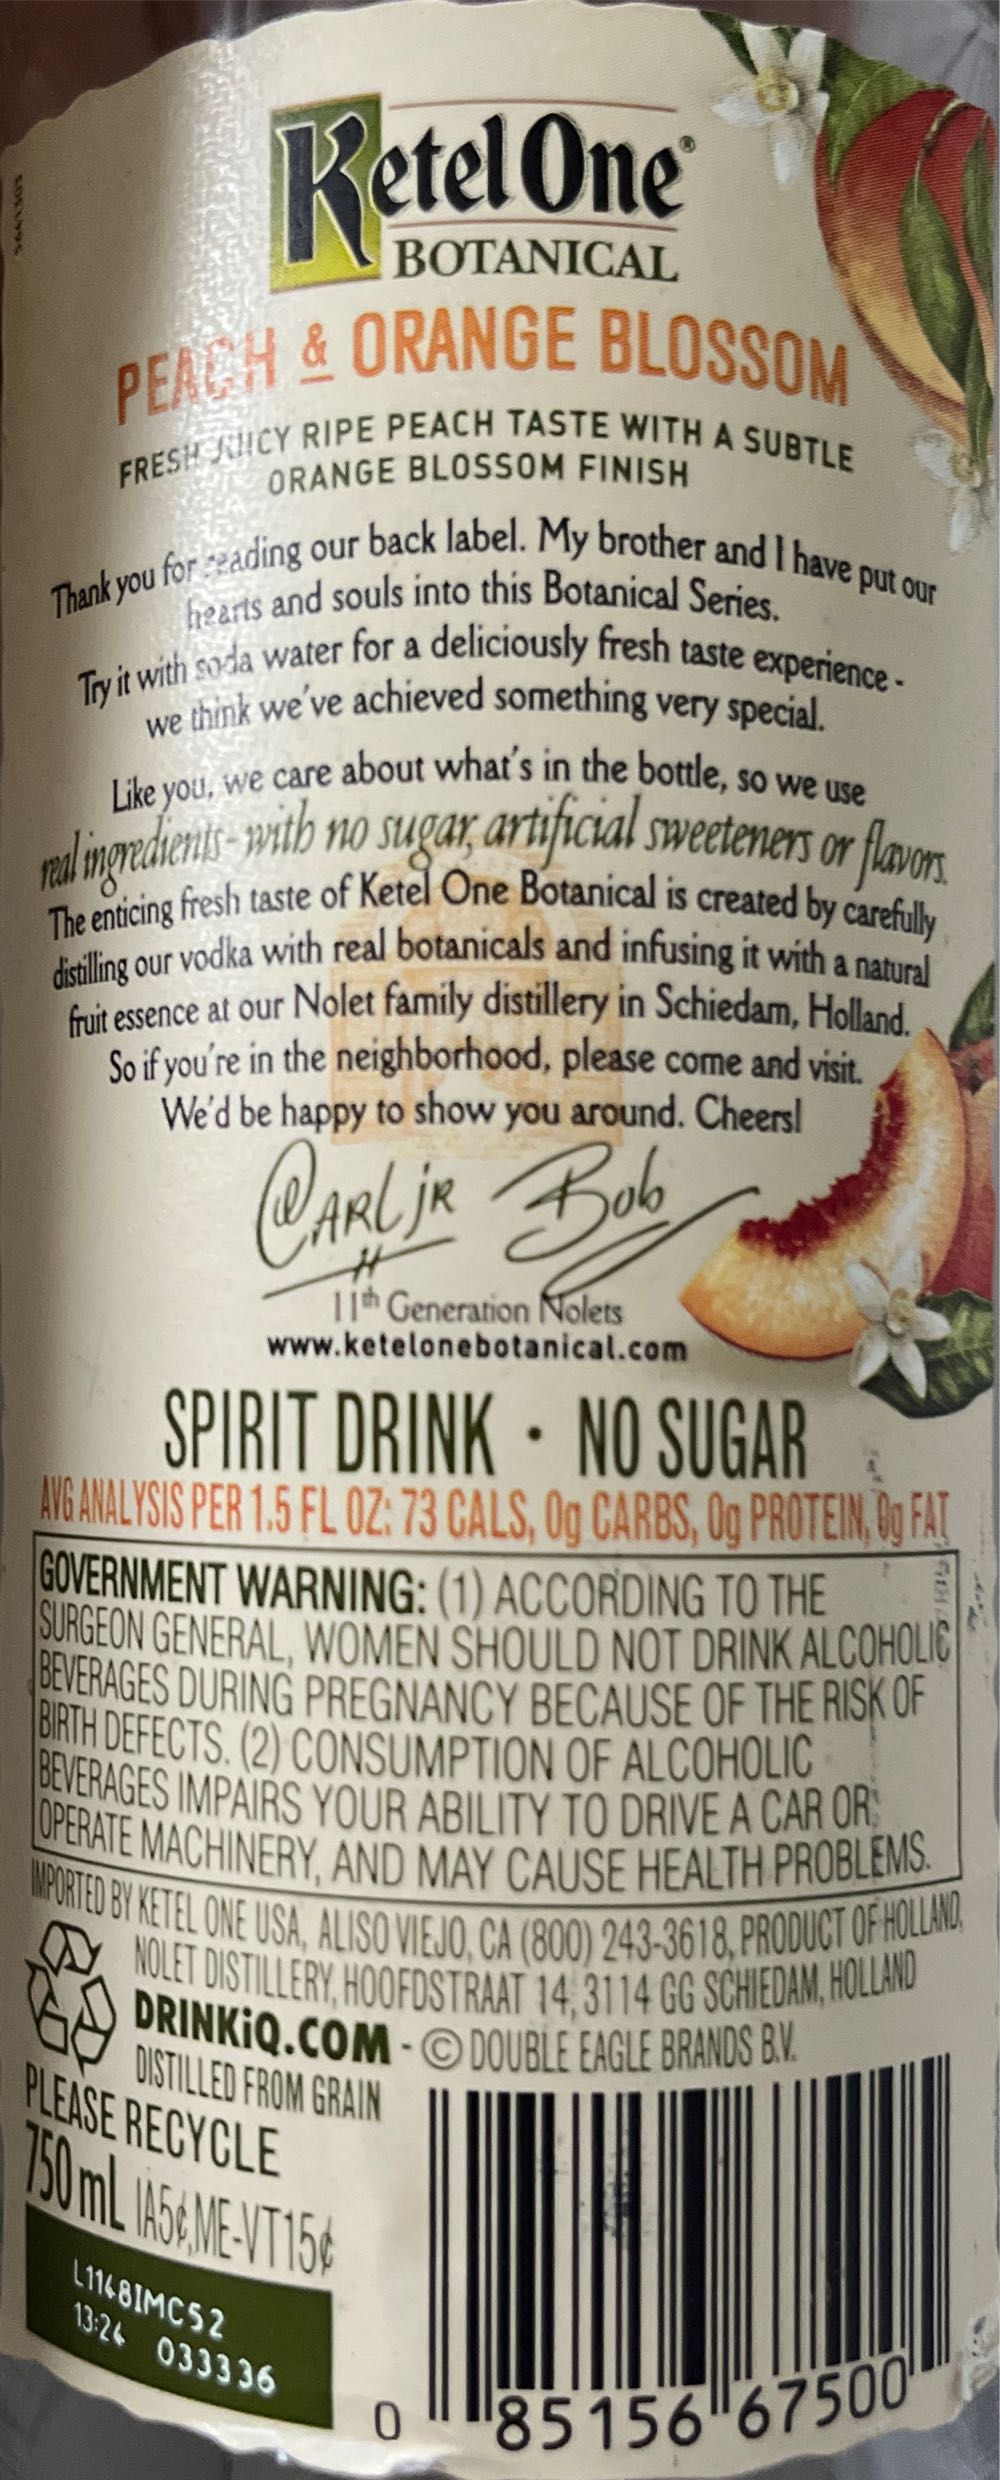 Ketel One®
BOTANICAL
PEACH & ORANGE BLOSSOM
FRESH JUICY RIPE PEACH TASTE WITH A SUBTLE
ORANGE BLOSSOM FINISH
Thank you for reading our back label. My brother and I have put our
hearts and souls into this Botanical Series.
Try it with soda water for a deliciously fresh taste experience -
we think we've achieved something very special.
Like you, we care about what's in the bottle, so we use
real ingredients - with no sugar, artificial sweeteners or flavors.
The enticing fresh taste of Ketel One Botanical is created by carefully
distilling our vodka with real botanicals and infusing it with a natural
fruit essence at our Nolet family distillery in Schiedam, Holland.
So if you're in the neighborhood, please come and visit.
We'd be happy to show you around. Cheers!
CARL JR Bob
11th Generation Nolets
www.ketelonebotanical.com
SPIRIT DRINK · NO SUGAR
AVG ANALYSIS PER 1.5 FL OZ: 73 CALS, 0g CARBS, 0g PROTEIN, 0g FAT
GOVERNMENT WARNING: (1) ACCORDING TO THE
SURGEON GENERAL, WOMEN SHOULD NOT DRINK ALCOHOLIC
BEVERAGES DURING PREGNANCY BECAUSE OF THE RISK OF
BIRTH DEFECTS. (2) CONSUMPTION OF ALCOHOLIC
BEVERAGES IMPAIRS YOUR ABILITY TO DRIVE A CAR OR
OPERATE MACHINERY, AND MAY CAUSE HEALTH PROBLEMS.
IMPORTED BY KETEL ONE USA, ALISO VIEJO, CA (800) 243-3618, PRODUCT OF HOLLAND,
NOLET DISTILLERY, HOOFDSTRAAT 14, 3114 GG SCHIEDAM, HOLLAND
DRINKiQ.COM - © DOUBLE EAGLE BRANDS B.V.
DISTILLED FROM GRAIN
PLEASE RECYCLE
750 mL IA5¢,ME-VT15¢
L1148IMC52
13:24 033336
0 85156 67500